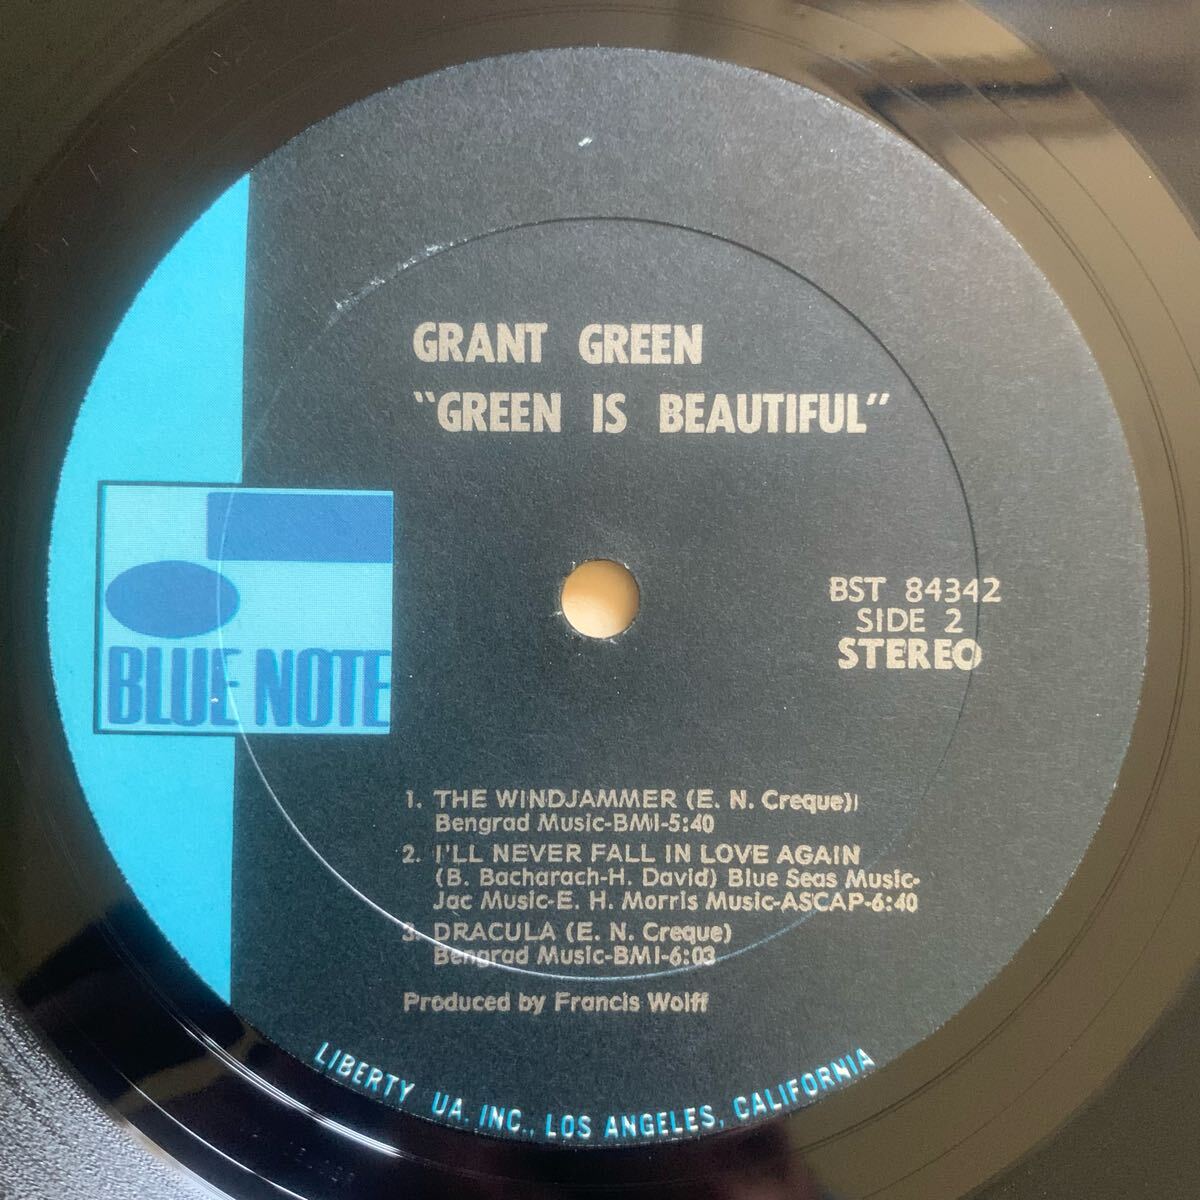 GRANT GREEN
"GREEN IS BEAUTIFUL"
BLUE NOTE
BST 84342
SIDE 2
STEREO
1. THE WINDJAMMER (E. N. Creque)
Bengrad Music-BMI-5:40
2. I'LL NEVER FALL IN LOVE AGAIN
(B. Bacharach-H. David) Blue Seas Music-
Jac Music-E. H. Morris Music-ASCAP-6:40
3. DRACULA (E. N. Creque)
Bengrad Music-BMI-6:03
Produced by Francis Wolff
LIBERTY UA. INC., LOS ANGELES, CALIFORNIA